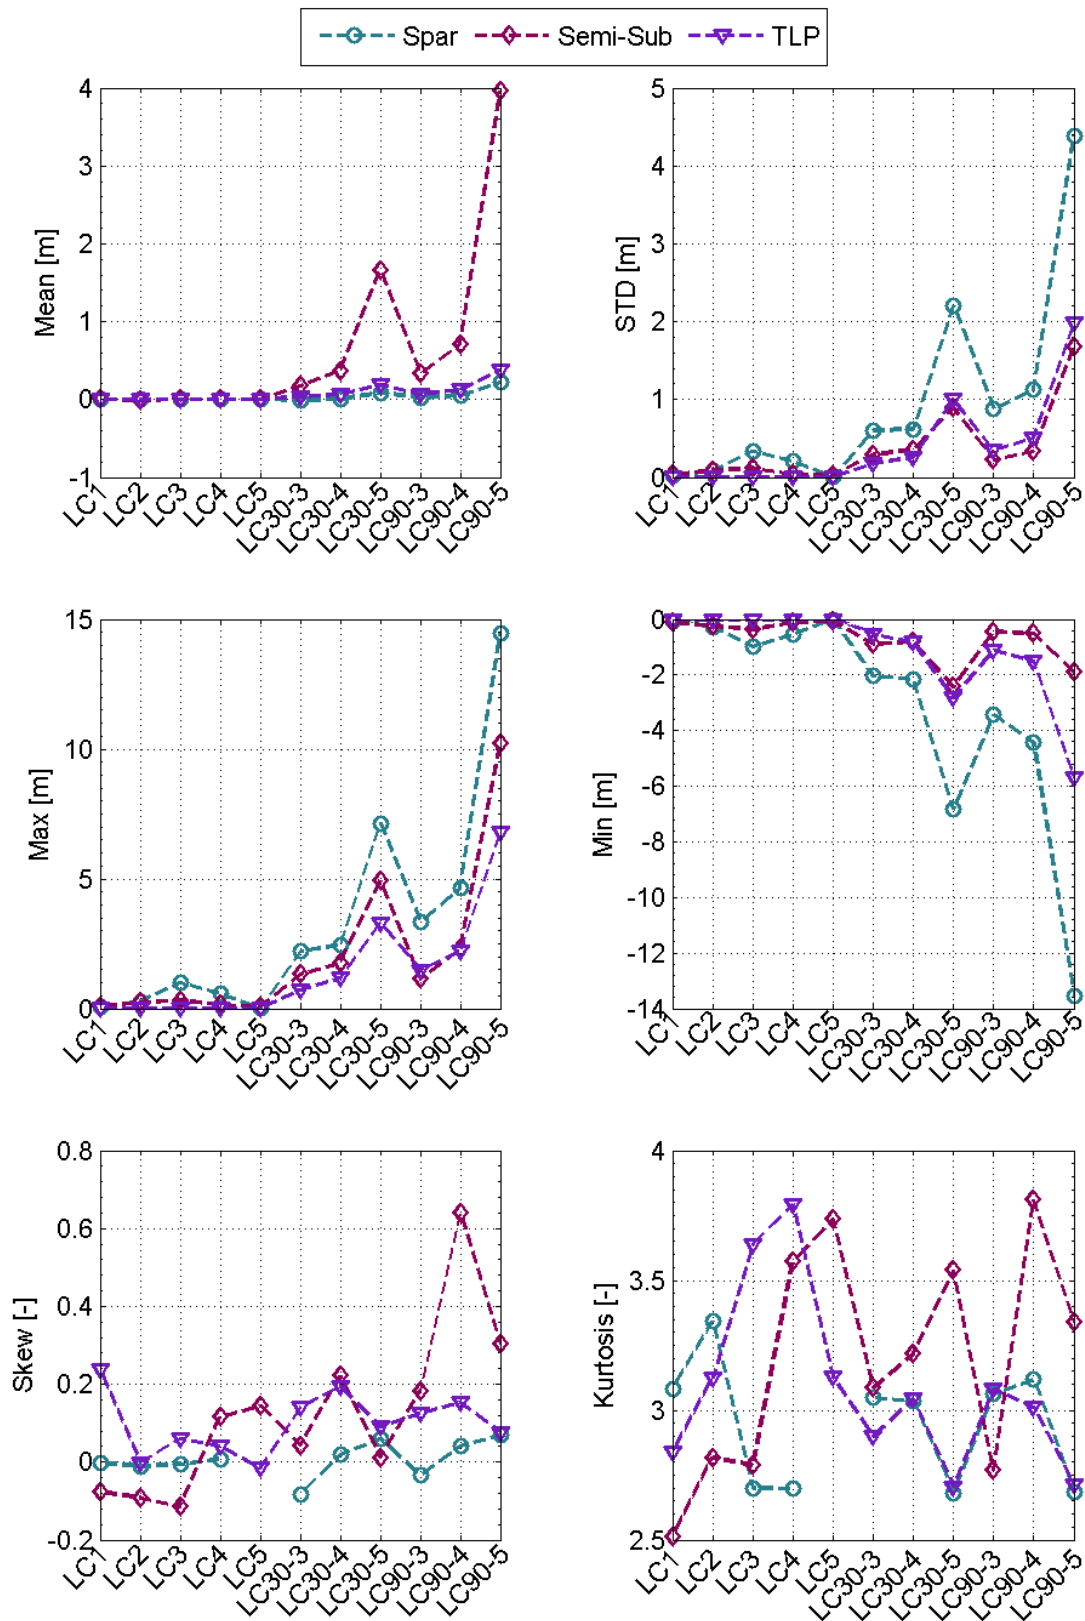 Spar Semi-Sub TLP
4
3
2
1
0
-1
Mean [m]
LC1 LC2 LC3 LC4 LC5 LC30-3 LC30-4 LC30-5 LC90-3 LC90-4 LC90-5
5
4
3
2
1
0
STD [m]
LC1 LC2 LC3 LC4 LC5 LC30-3 LC30-4 LC30-5 LC90-3 LC90-4 LC90-5
15
10
5
0
Max [m]
LC1 LC2 LC3 LC4 LC5 LC30-3 LC30-4 LC30-5 LC90-3 LC90-4 LC90-5
0
-2
-4
-6
-8
-10
-12
-14
Min [m]
LC1 LC2 LC3 LC4 LC5 LC30-3 LC30-4 LC30-5 LC90-3 LC90-4 LC90-5
0.8
0.6
0.4
0.2
0
-0.2
Skew [-]
LC1 LC2 LC3 LC4 LC5 LC30-3 LC30-4 LC30-5 LC90-3 LC90-4 LC90-5
4
3.5
3
2.5
Kurtosis [-]
LC1 LC2 LC3 LC4 LC5 LC30-3 LC30-4 LC30-5 LC90-3 LC90-4 LC90-5